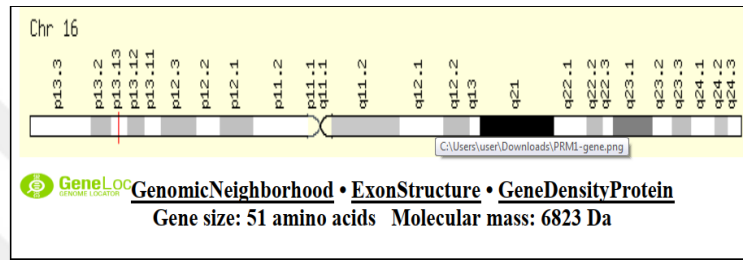 Chr 16
p13.3 p13.2 p13.13 p13.12 p13.11 p12.3 p12.2 p12.1 p11.2 p11.1 q11.1 q11.2 q12.1 q12.2 q13 q21 q22.1 q22.2 q22.3 q23.1 q23.2 q23.3 q24.1 q24.2 q24.3
C:\Users\user\Downloads\PRM1-gene.png
GeneLoc GenomicNeighborhood • ExonStructure • GeneDensityProtein
GENOME LOCATOR
Gene size: 51 amino acids Molecular mass: 6823 Da